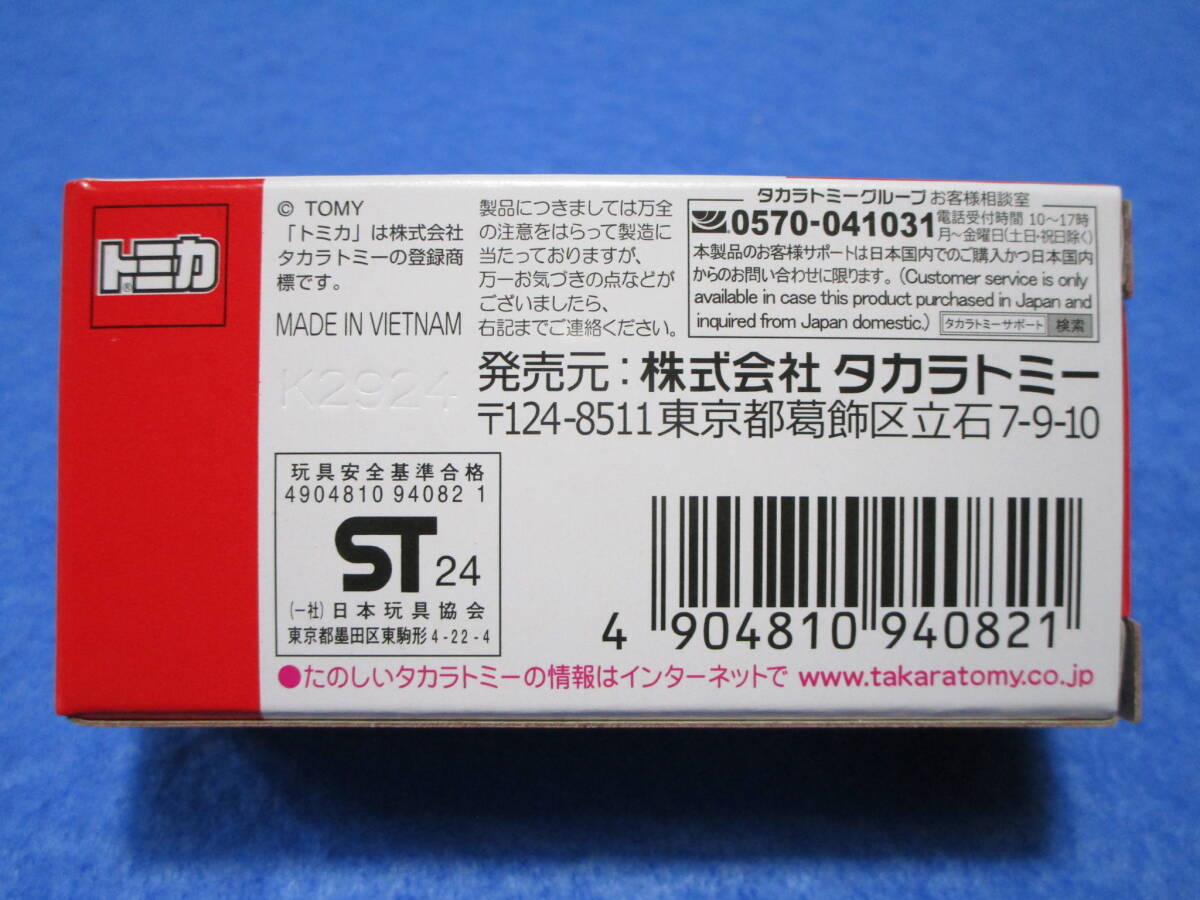 トミカ®
© TOMY
「トミカ」は株式会社
タカラトミーの登録商
標です。
MADE IN VIETNAM
K2924
製品につきましては万全
の注意をはらって製造に
当たっておりますが、
万一お気づきの点などが
ございましたら、
右記までご連絡ください。
タカラトミーグループ お客様相談室
0570-041031 電話受付時間 10～17時
月～金曜日(土日・祝日除く)
本製品のお客様サポートは日本国内でのご購入かつ日本国内
からのお問い合わせに限ります。(Customer service is only
available in case this product purchased in Japan and
inquired from Japan domestic.) タカラトミーサポート 検索
発売元：株式会社 タカラトミー
〒124-8511 東京都葛飾区立石 7-9-10
玩具安全基準合格
4904810 94082 1
ST 24
(一社)日本玩具協会
東京都墨田区東駒形4-22-4
4 904810 940821
●たのしいタカラトミーの情報はインターネットで www.takaratomy.co.jp